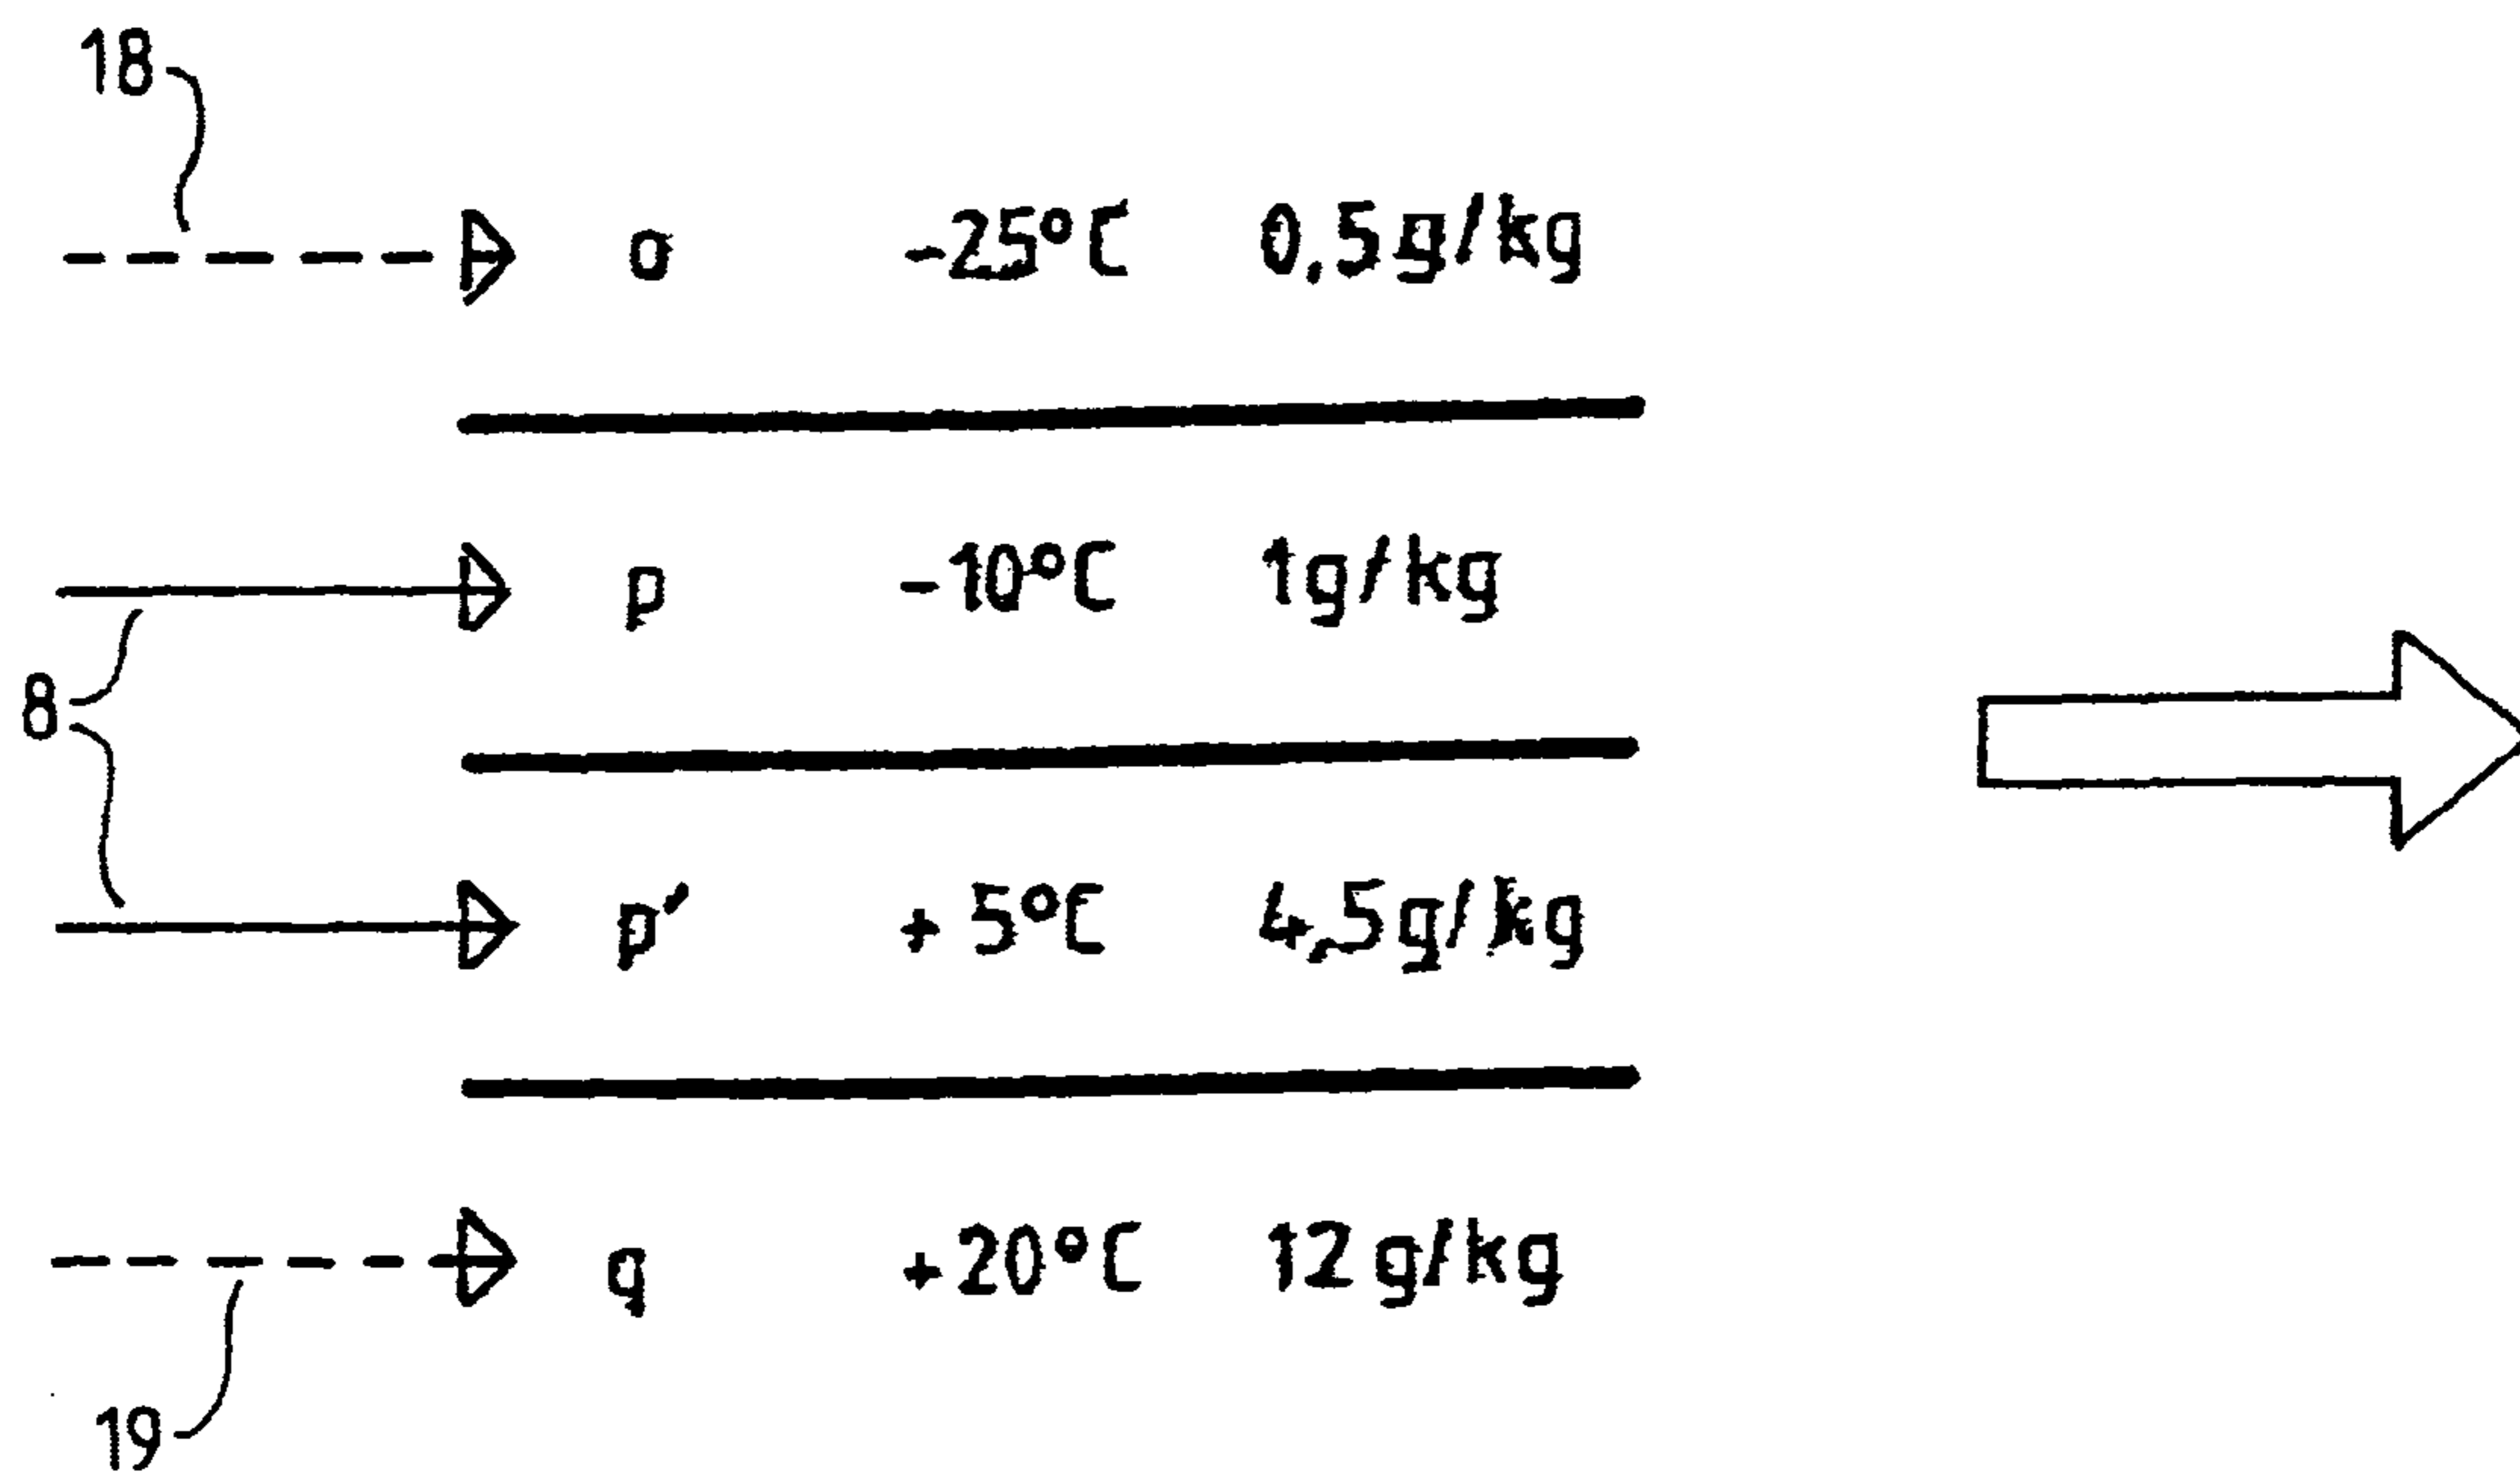 18
o -25°C 0,5g/kg
p -10°C 1g/kg
8
p′ +5°C 4,5g/kg
q +20°C 12g/kg
19